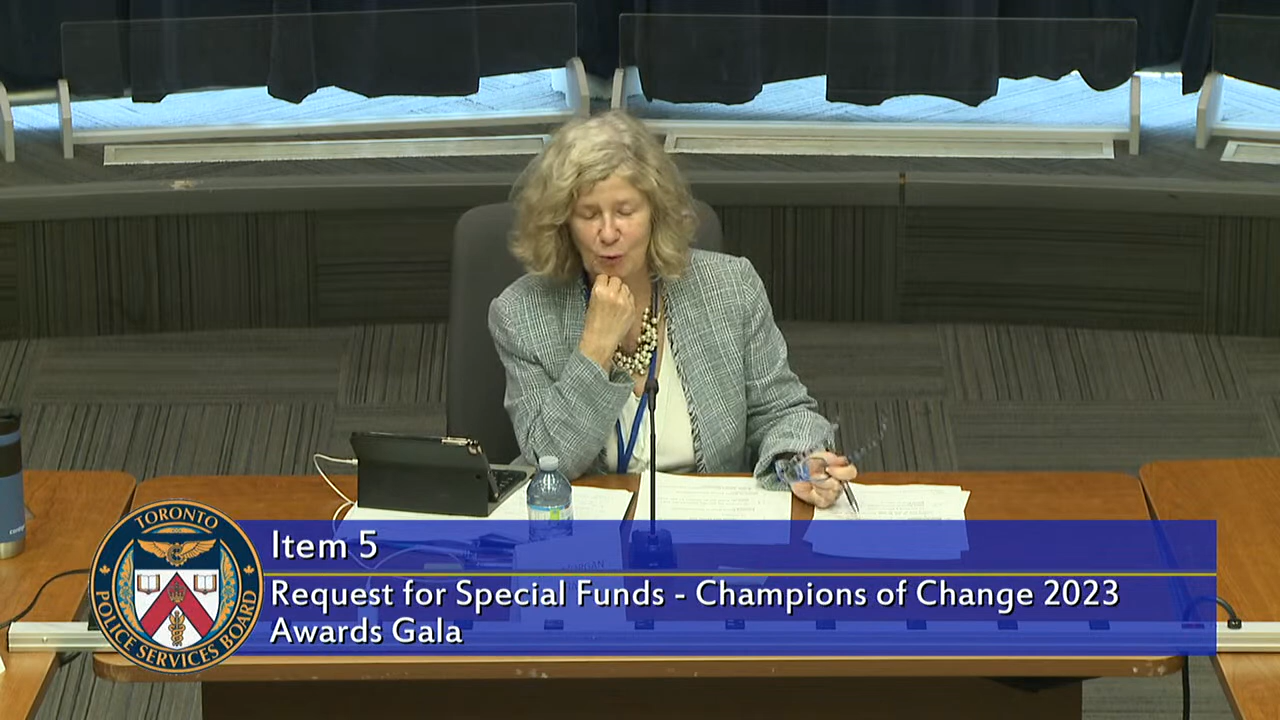 Item 5
Request for Special Funds - Champions of Change 2023
Awards Gala
TORONTO
POLICE SERVICES BOARD